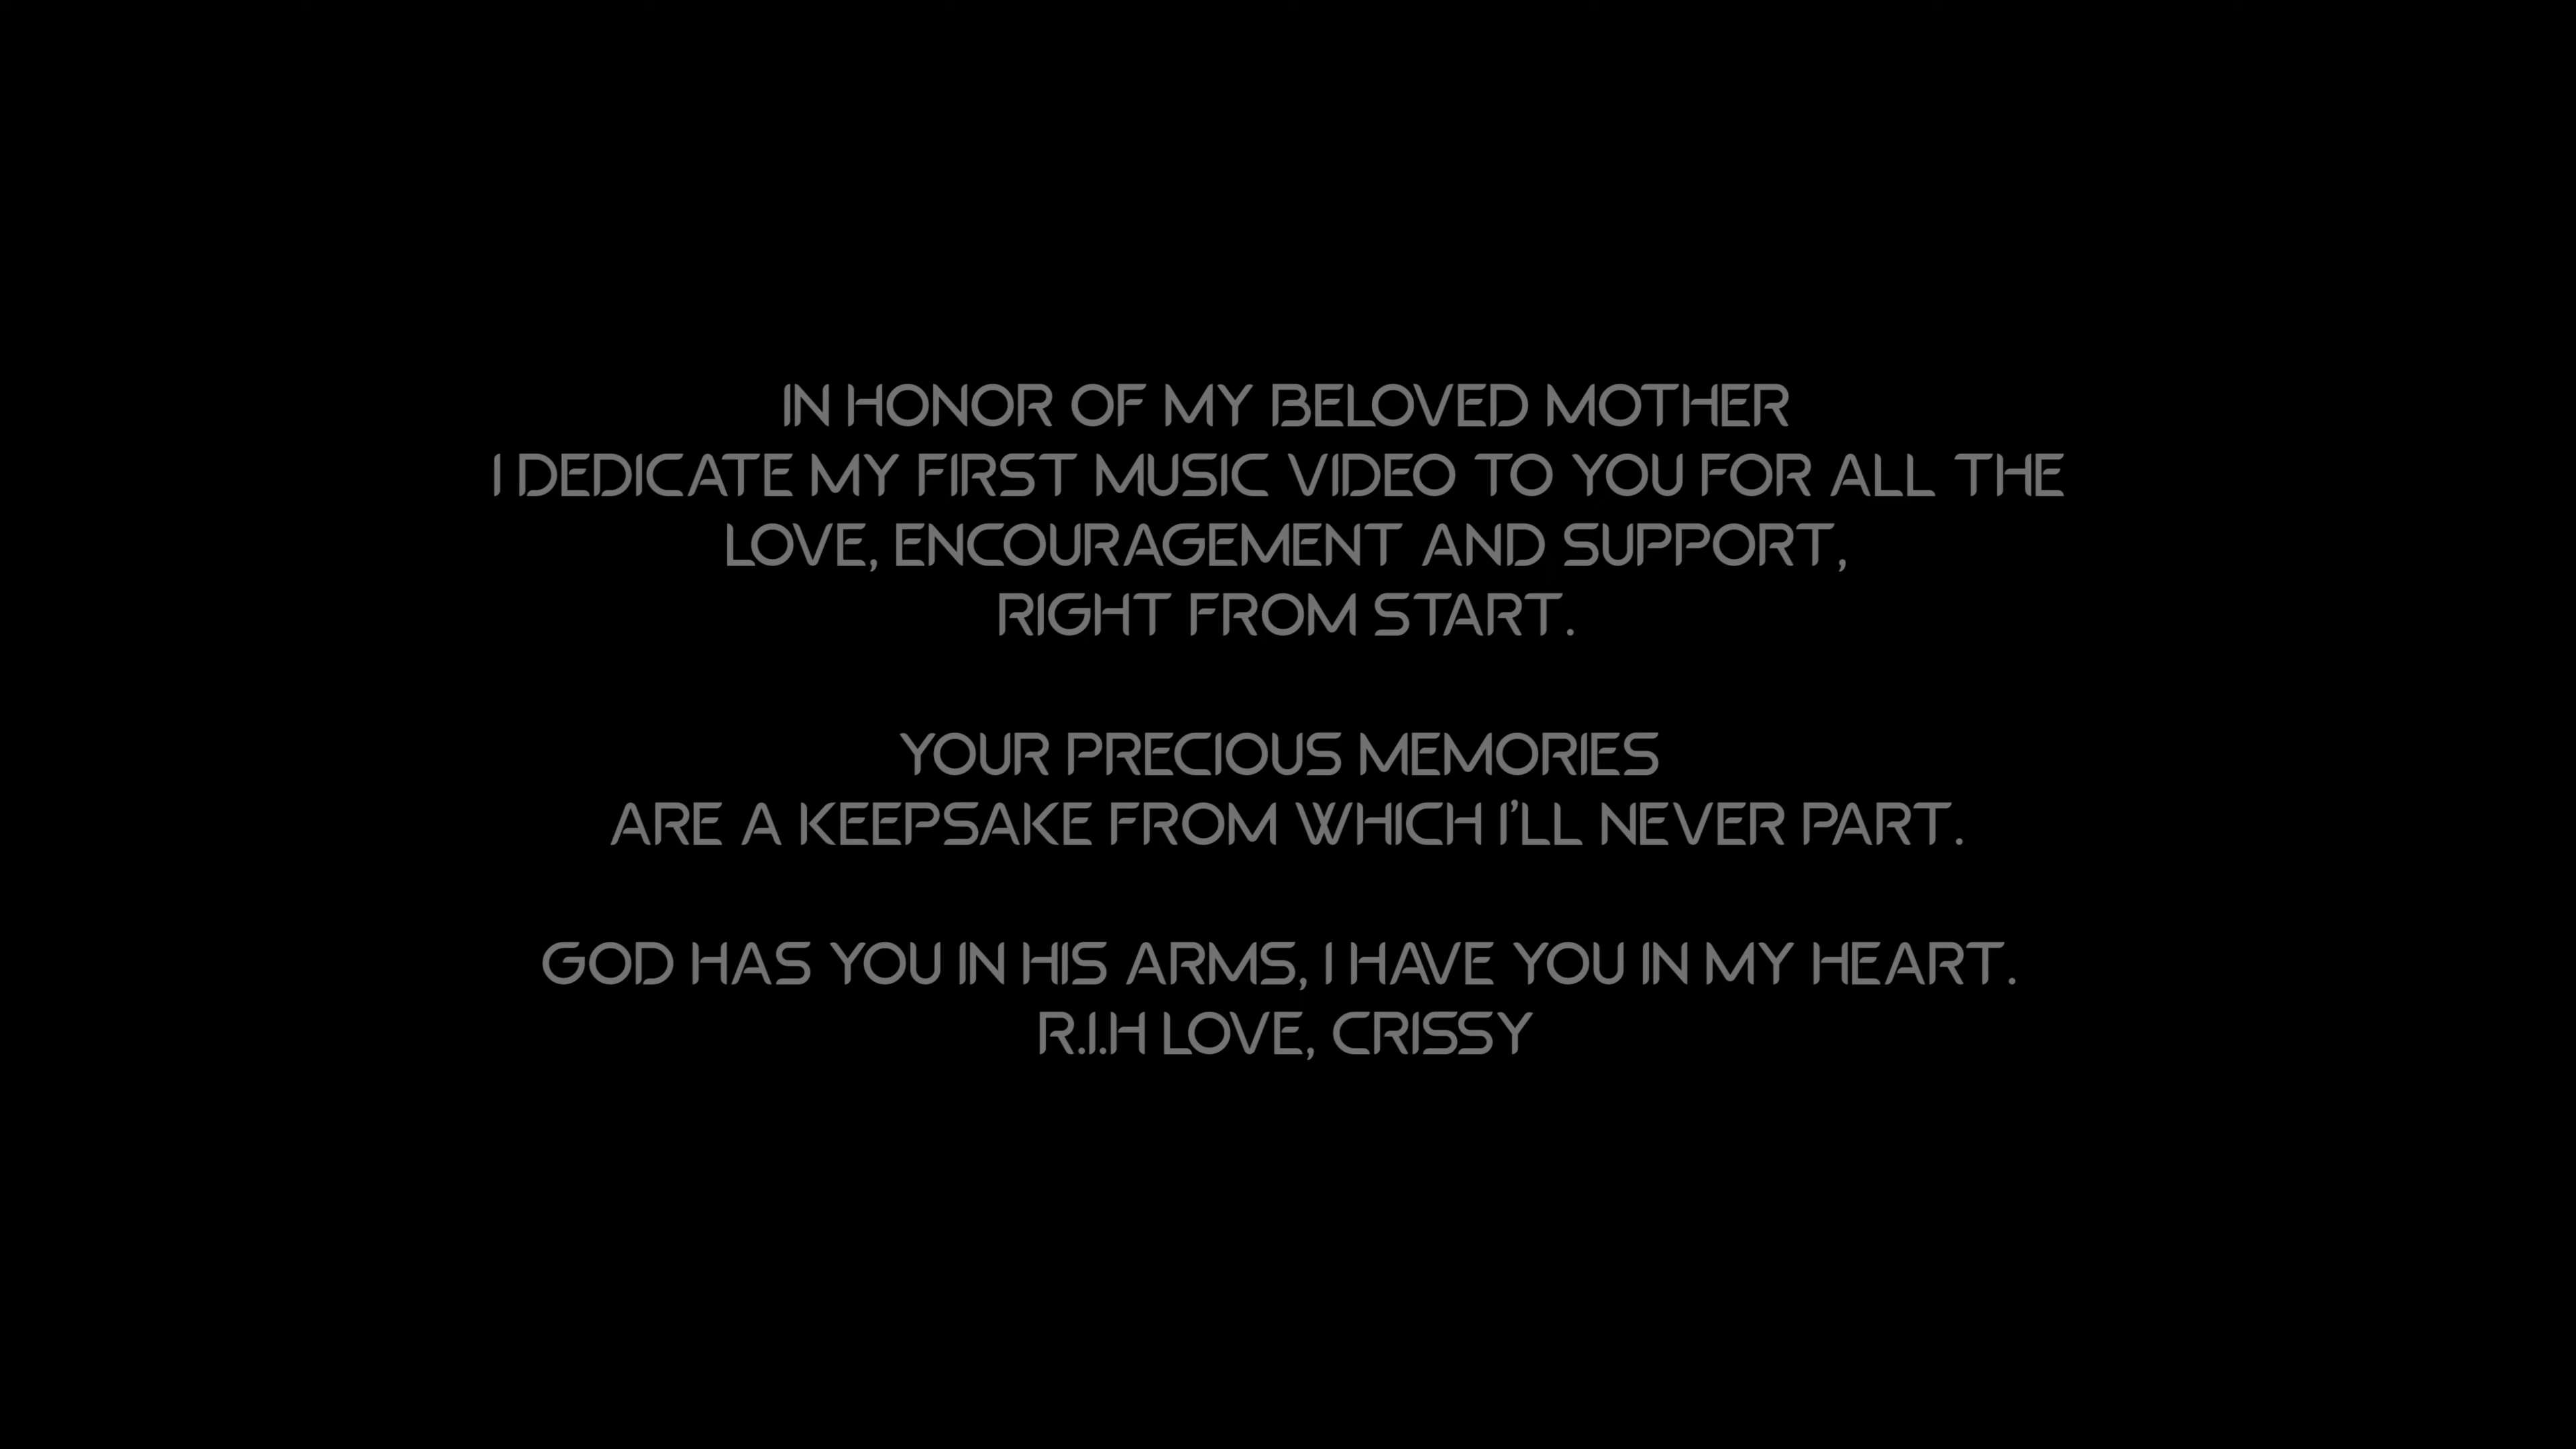 IN HONOR OF MY BELOVED MOTHER
I DEDICATE MY FIRST MUSIC VIDEO TO YOU FOR ALL THE
LOVE, ENCOURAGEMENT AND SUPPORT,
RIGHT FROM START.
YOUR PRECIOUS MEMORIES
ARE A KEEPSAKE FROM WHICH I'LL NEVER PART.
GOD HAS YOU IN HIS ARMS, I HAVE YOU IN MY HEART.
R.I.H LOVE, CRISSY